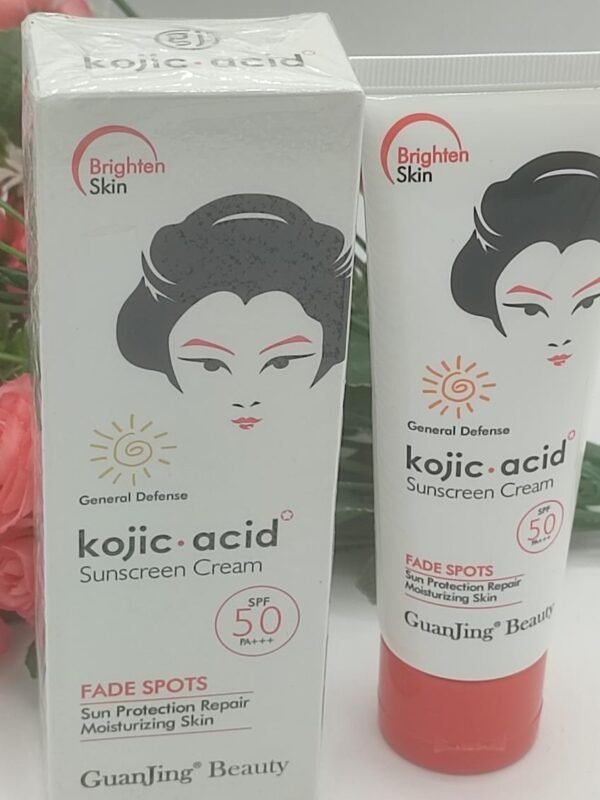 gj
kojic·acid
Brighten
Skin
General Defense
kojic·acid
Sunscreen Cream
SPF
50
PA+++
FADE SPOTS
Sun Protection Repair
Moisturizing Skin
GuanJing® Beauty
Brighten
Skin
General Defense
kojic·acid
Sunscreen Cream
SPF
50
PA+++
FADE SPOTS
Sun Protection Repair
Moisturizing Skin
GuanJing® Beauty